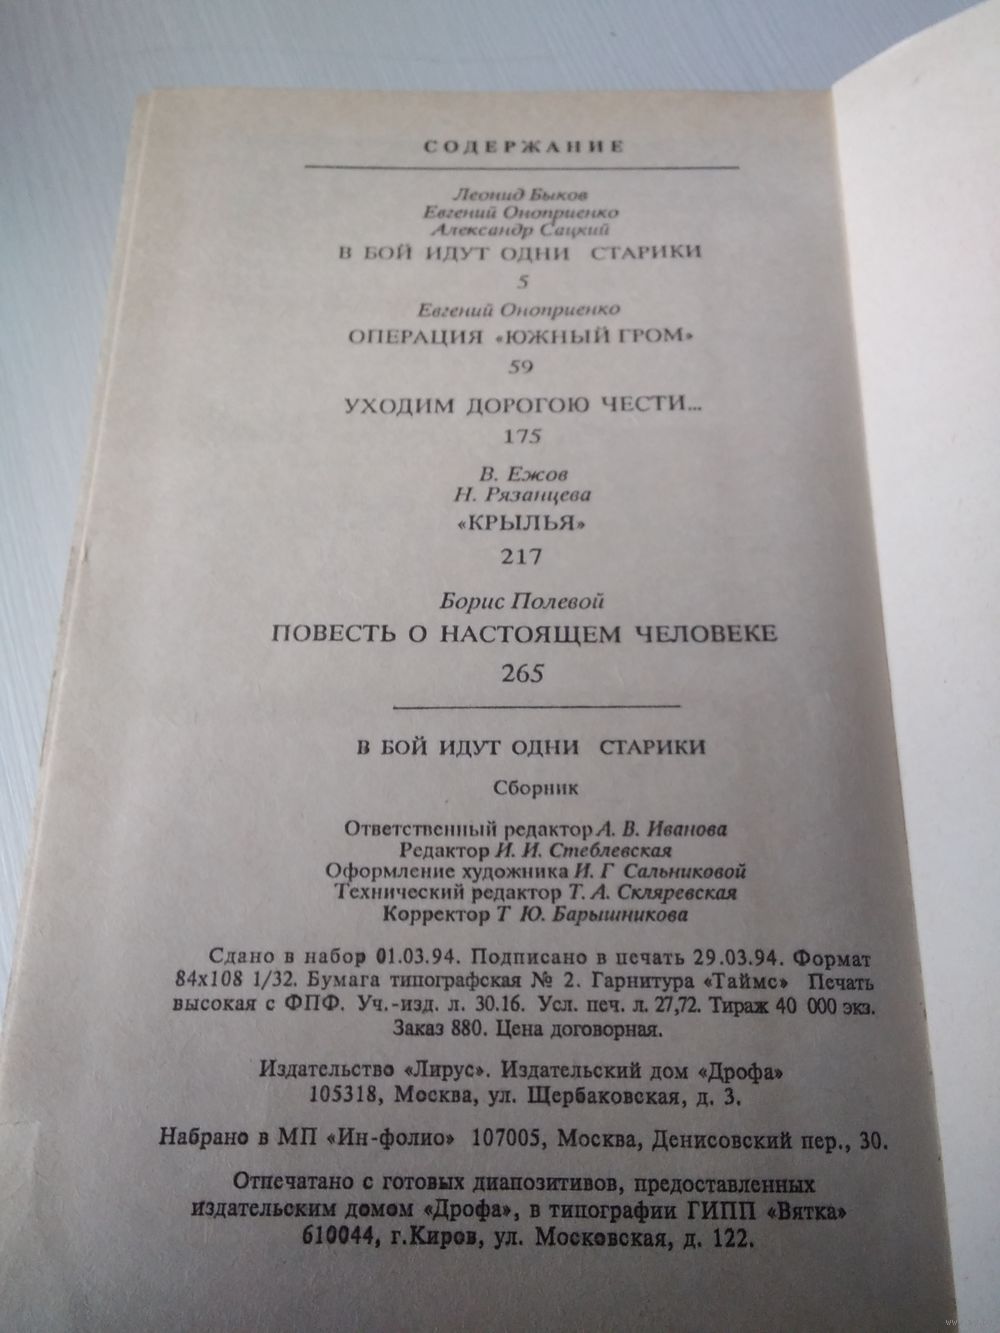 СОДЕРЖАНИЕ
Леонид Быков
Евгений Оноприенко
Александр Сацкий
В БОЙ ИДУТ ОДНИ СТАРИКИ
5
Евгений Оноприенко
ОПЕРАЦИЯ «ЮЖНЫЙ ГРОМ»
59
УХОДИМ ДОРОГОЮ ЧЕСТИ...
175
В. Ежов
Н. Рязанцева
«КРЫЛЬЯ»
217
Борис Полевой
ПОВЕСТЬ О НАСТОЯЩЕМ ЧЕЛОВЕКЕ
265
В БОЙ ИДУТ ОДНИ СТАРИКИ
Сборник
Ответственный редактор А. В. Иванова
Редактор И. И. Стеблевская
Оформление художника И. Г Сальниковой
Технический редактор Т. А. Скляревская
Корректор Т Ю. Барышникова
Сдано в набор 01.03.94. Подписано в печать 29.03.94. Формат
84х108 1/32. Бумага типографская № 2. Гарнитура «Таймс» Печать
высокая с ФПФ. Уч.-изд. л. 30.16. Усл. печ. л. 27,72. Тираж 40 000 экз.
Заказ 880. Цена договорная.
Издательство «Лирус». Издательский дом «Дрофа»
105318, Москва, ул. Щербаковская, д. 3.
Набрано в МП «Ин-фолио» 107005, Москва, Денисовский пер., 30.
Отпечатано с готовых диапозитивов, предоставленных
издательским домом «Дрофа», в типографии ГИПП «Вятка»
610044, г.Киров, ул. Московская, д. 122.